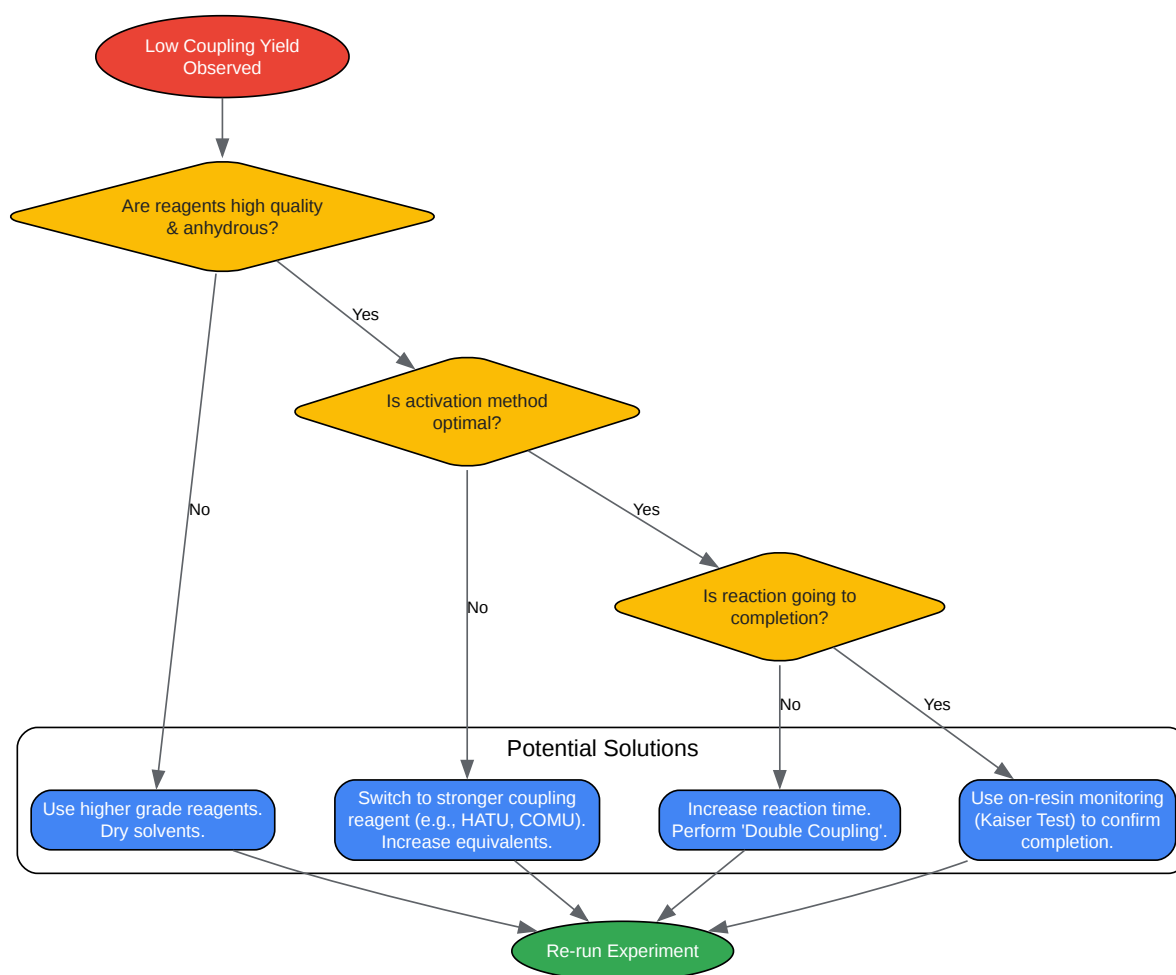 Low Coupling Yield
Observed
Are reagents high quality
& anhydrous?
Yes
Is activation method
optimal?
No
Yes
Is reaction going to
completion?
No
No
Yes
Potential Solutions
Use higher grade reagents.
Dry solvents.
Switch to stronger coupling
reagent (e.g., HATU, COMU).
Increase equivalents.
Increase reaction time.
Perform 'Double Coupling'.
Use on-resin monitoring
(Kaiser Test) to confirm
completion.
Re-run Experiment